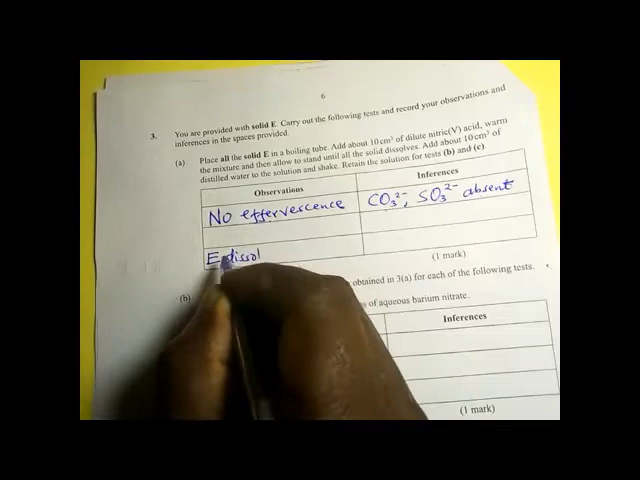 6
3. You are provided with solid E. Carry out the following tests and record your observations and
inferences in the spaces provided.
(a) Place all the solid E in a boiling tube. Add about 10 cm³ of dilute nitric(V) acid, warm
the mixture and then allow to stand until all the solid dissolves. Add about 10 cm³ of
distilled water to the solution and shake. Retain the solution for tests (b) and (c).
Observations Inferences
No effervescence CO₃²⁻, SO₃²⁻ absent
E dissol
(1 mark)
(b) obtained in 3(a) for each of the following tests.
of aqueous barium nitrate.
Inferences
(1 mark)